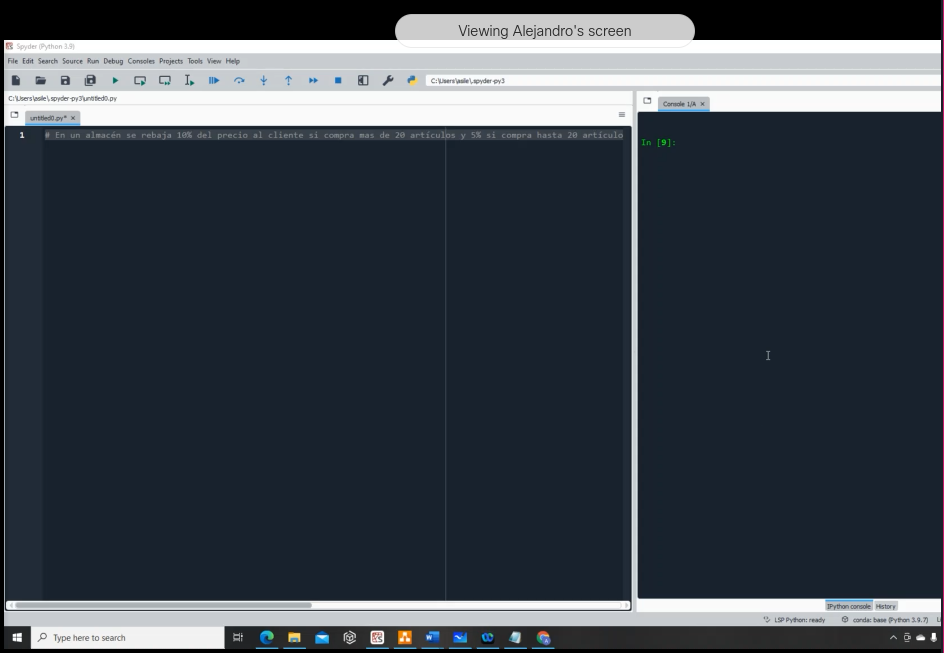 Viewing Alejandro's screen
Spyder (Python 3.9)
File Edit Search Source Run Debug Consoles Projects Tools View Help
C:\Users\asile\.spyder-py3
C:\Users\asile\.spyder-py3\untitled0.py
untitled0.py*
Console 1/A
1 # En un almacén se rebaja 10% del precio al cliente si compra mas de 20 artículos y 5% si compra hasta 20 artículo
In [9]:
IPython console History
LSP Python: ready conda: base (Python 3.9.7)
Type here to search